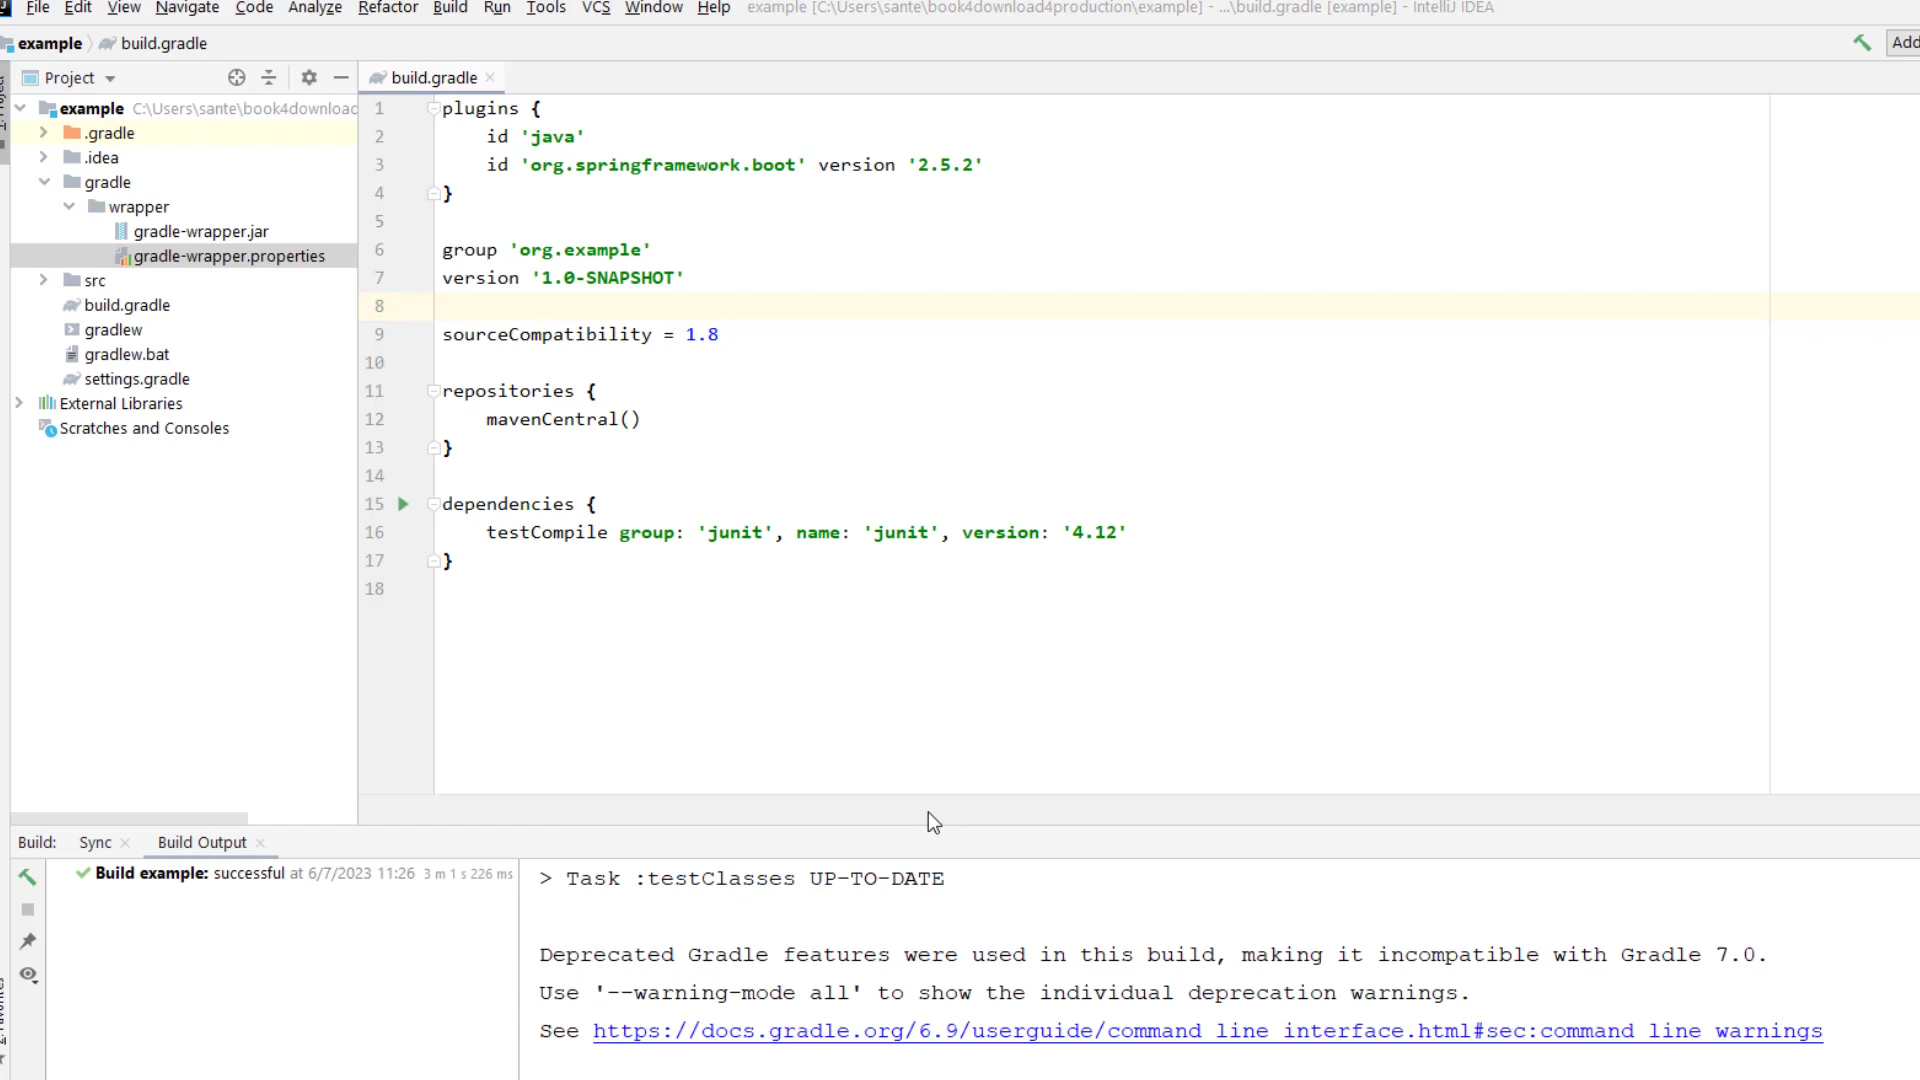 File Edit View Navigate Code Analyze Refactor Build Run Tools VCS Window Help example [C:\Users\sante\book4download4production\example] - ...\build.gradle [example] - IntelliJ IDEA
example build.gradle Add
Project
build.gradle
example C:\Users\sante\book4download
.gradle
.idea
gradle
wrapper
gradle-wrapper.jar
gradle-wrapper.properties
src
build.gradle
gradlew
gradlew.bat
settings.gradle
External Libraries
Scratches and Consoles
1 plugins {
2 id 'java'
3 id 'org.springframework.boot' version '2.5.2'
4 }
5
6 group 'org.example'
7 version '1.0-SNAPSHOT'
8
9 sourceCompatibility = 1.8
10
11 repositories {
12 mavenCentral()
13 }
14
15 dependencies {
16 testCompile group: 'junit', name: 'junit', version: '4.12'
17 }
18
Build: Sync Build Output
Build example: successful at 6/7/2023 11:26 3 m 1 s 226 ms
> Task :testClasses UP-TO-DATE
Deprecated Gradle features were used in this build, making it incompatible with Gradle 7.0.
Use '--warning-mode all' to show the individual deprecation warnings.
See https://docs.gradle.org/6.9/userguide/command_line_interface.html#sec:command_line_warnings